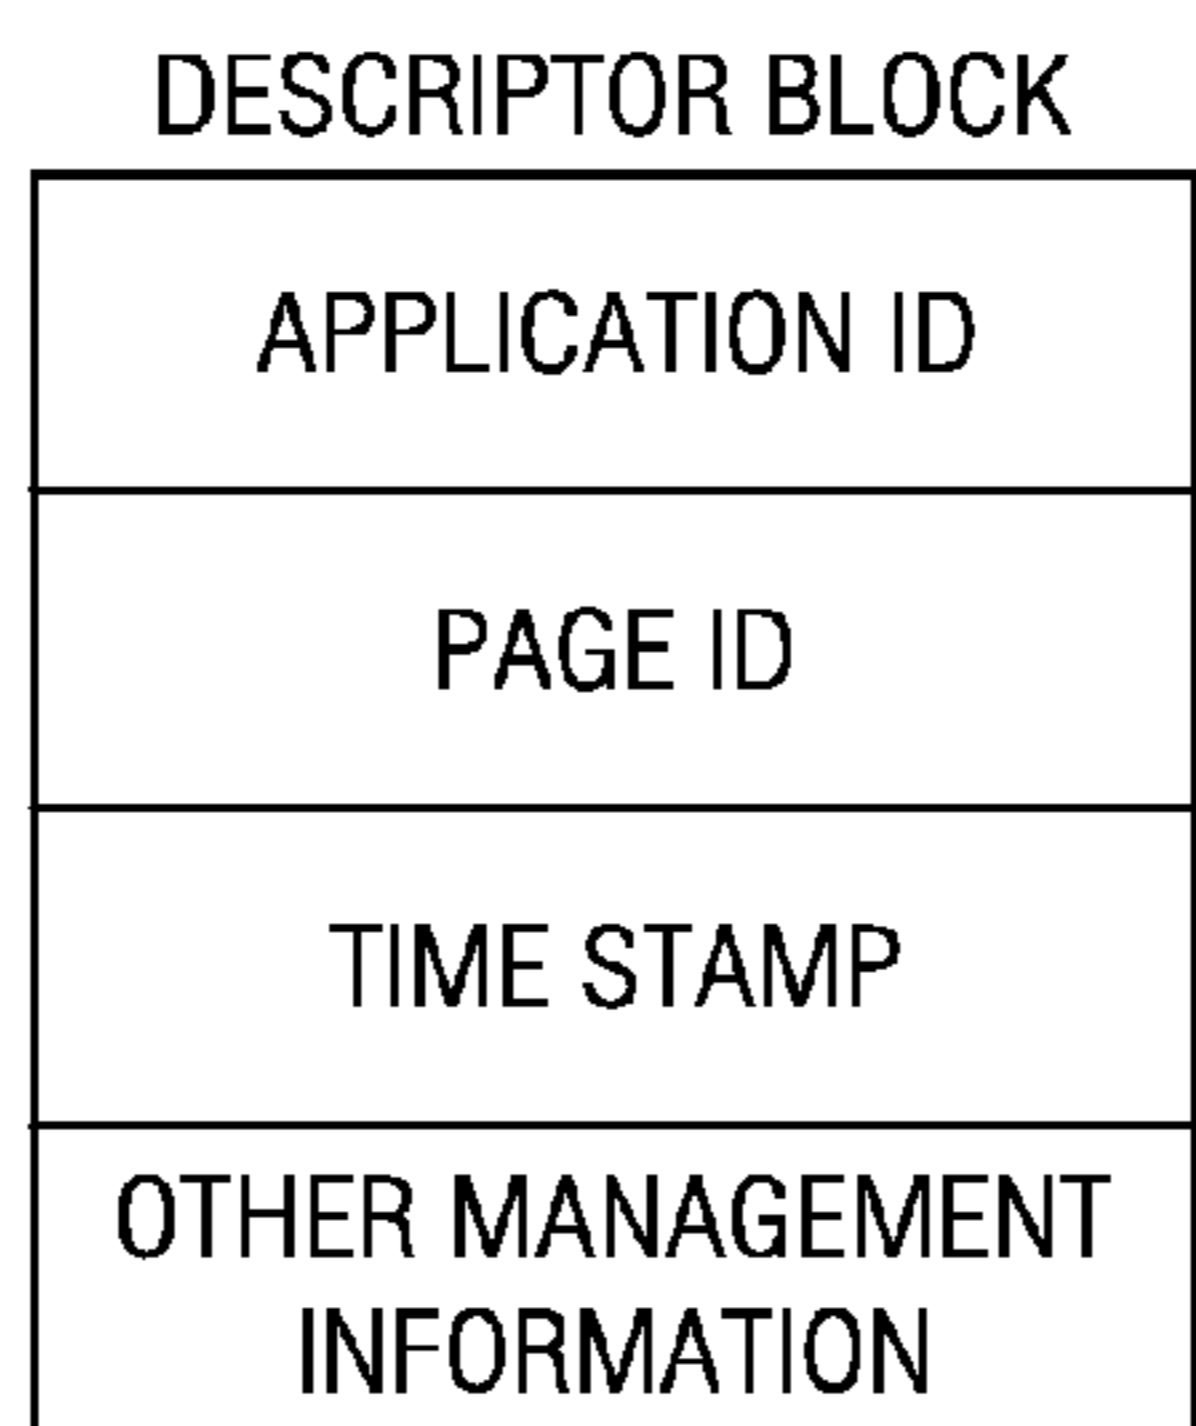 DESCRIPTOR BLOCK
APPLICATION ID
PAGE ID
TIME STAMP
OTHER MANAGEMENT
INFORMATION